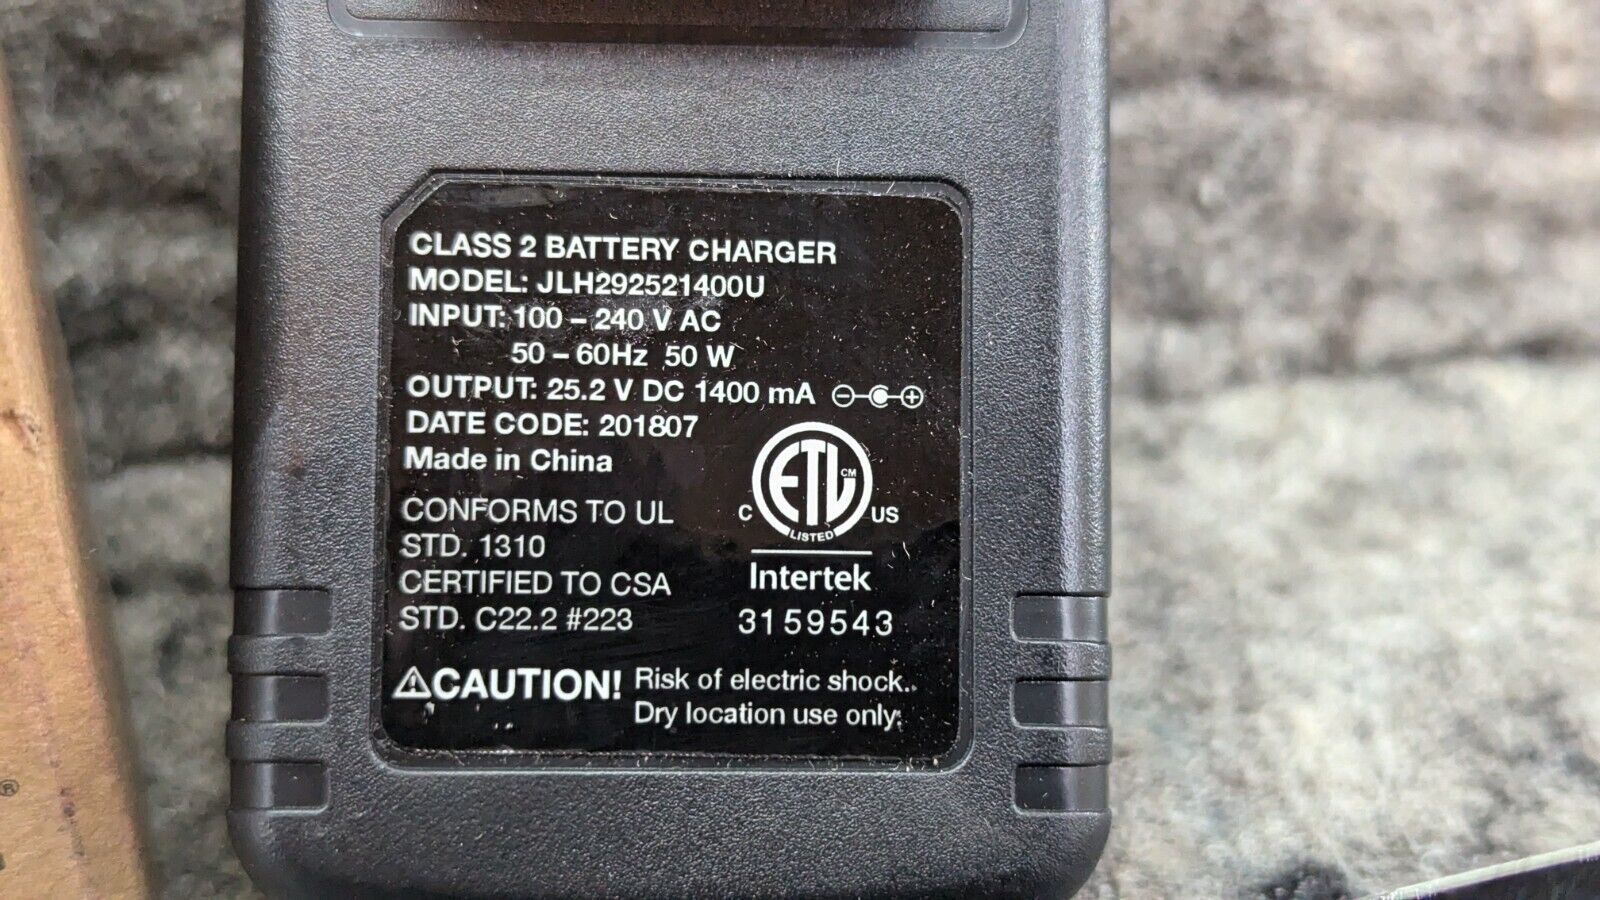 CLASS 2 BATTERY CHARGER
MODEL: JLH292521400U
INPUT: 100 – 240 V AC
50 – 60Hz 50 W
OUTPUT: 25.2 V DC 1400 mA
DATE CODE: 201807
Made in China
CONFORMS TO UL
STD. 1310
CERTIFIED TO CSA
STD. C22.2 #223
ETL CM
C US
LISTED
Intertek
3159543
⚠CAUTION! Risk of electric shock.
Dry location use only.
®